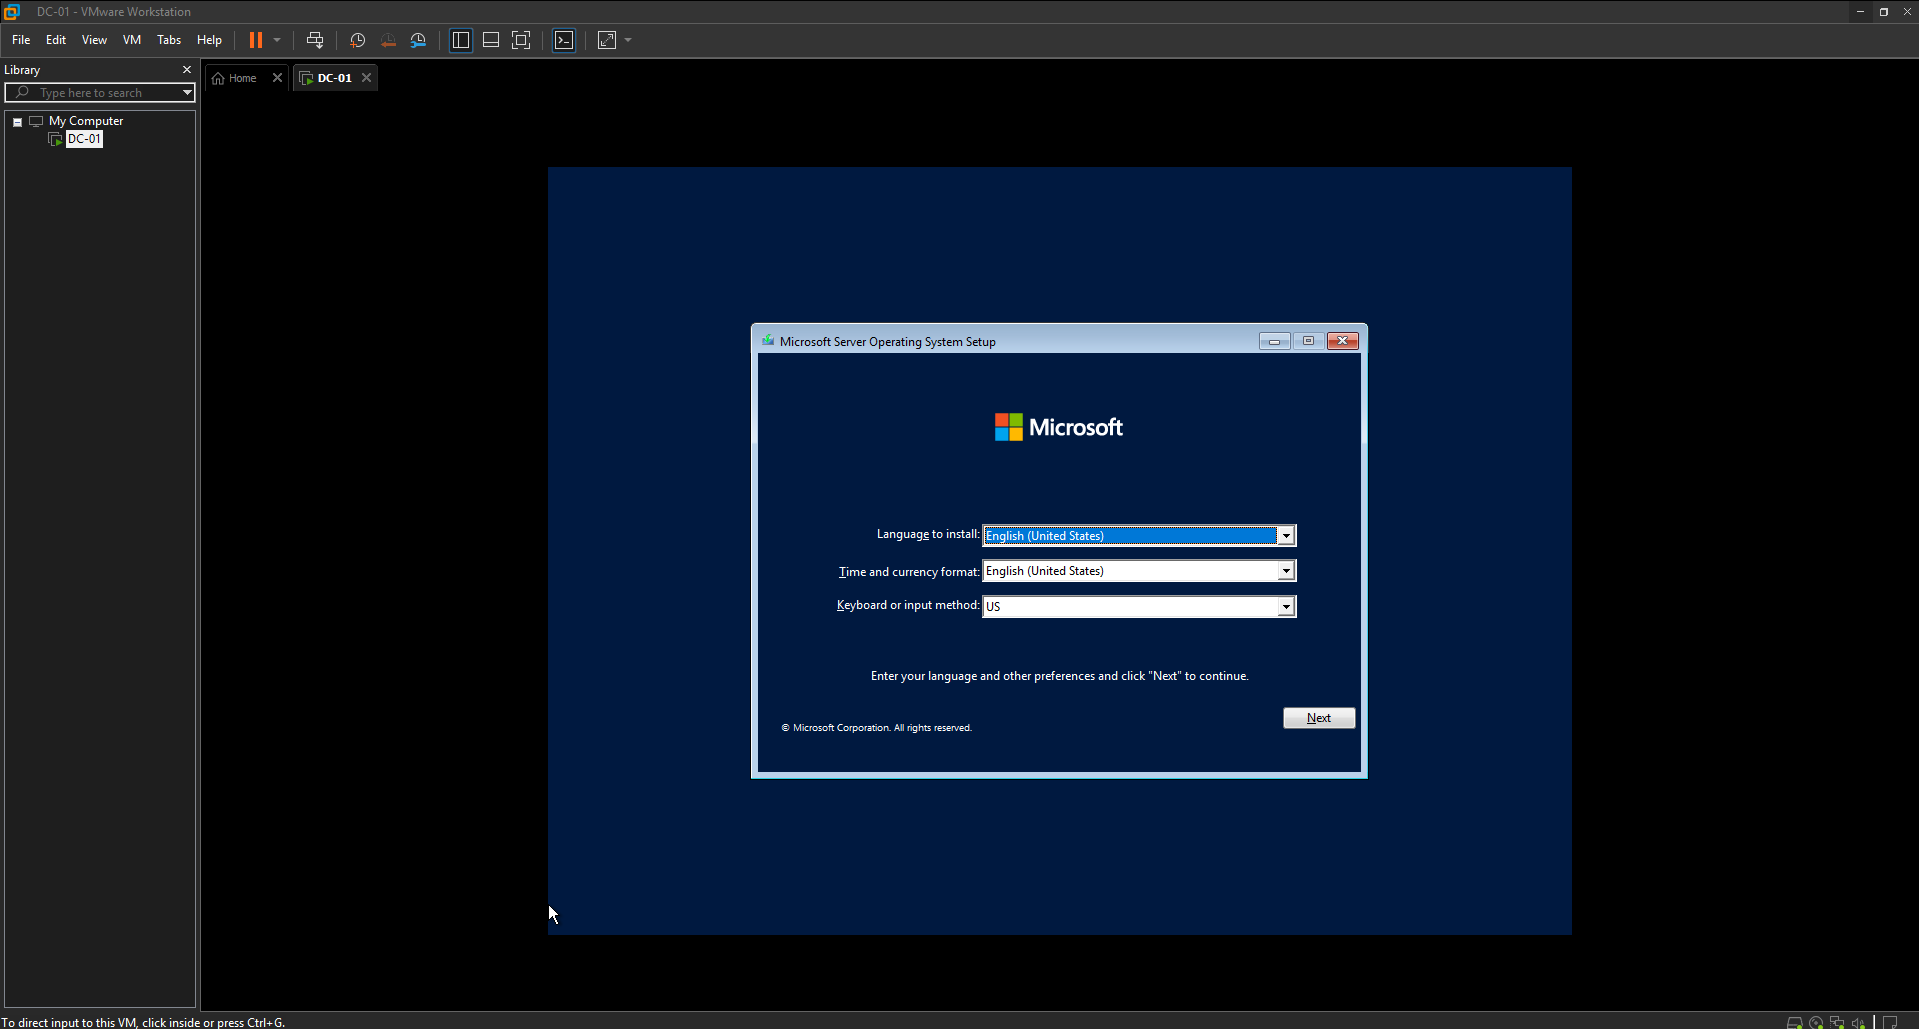 DC-01 - VMware Workstation
File Edit View VM Tabs Help
Library
Home
DC-01
Type here to search
My Computer
DC-01
Microsoft Server Operating System Setup
Microsoft
Language to install: English (United States)
Time and currency format: English (United States)
Keyboard or input method: US
Enter your language and other preferences and click "Next" to continue.
Next
© Microsoft Corporation. All rights reserved.
To direct input to this VM, click inside or press Ctrl+G.